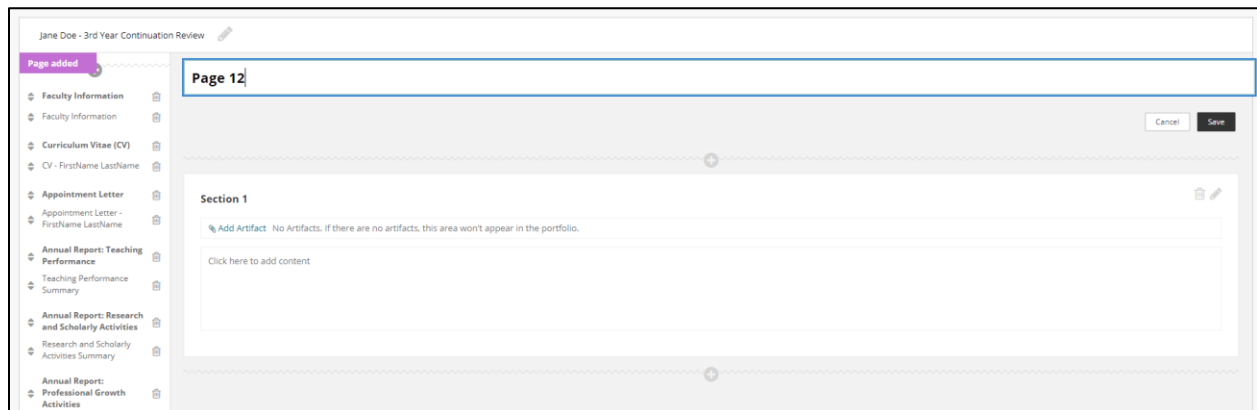 Jane Doe - 3rd Year Continuation Review
Page added
Faculty Information
Faculty Information
Curriculum Vitae (CV)
CV - FirstName LastName
Appointment Letter
Appointment Letter -
FirstName LastName
Annual Report: Teaching
Performance
Teaching Performance
Summary
Annual Report: Research
and Scholarly Activities
Research and Scholarly
Activities Summary
Annual Report:
Professional Growth
Activities
Page 12
Cancel
Save
Section 1
Add Artifact No Artifacts. If there are no artifacts, this area won't appear in the portfolio.
Click here to add content